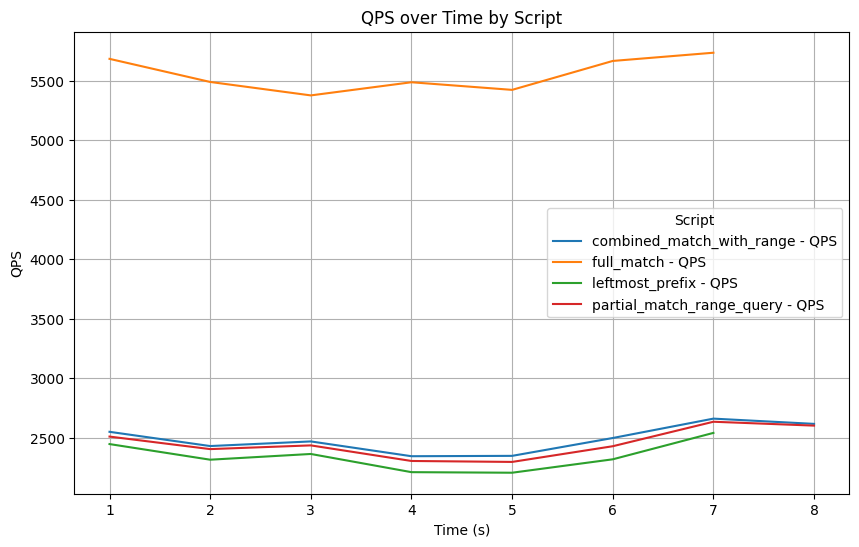 QPS over Time by Script
5500
5000
4500
4000
3500
3000
2500
QPS
Script
combined_match_with_range - QPS
full_match - QPS
leftmost_prefix - QPS
partial_match_range_query - QPS
1 2 3 4 5 6 7 8
Time (s)